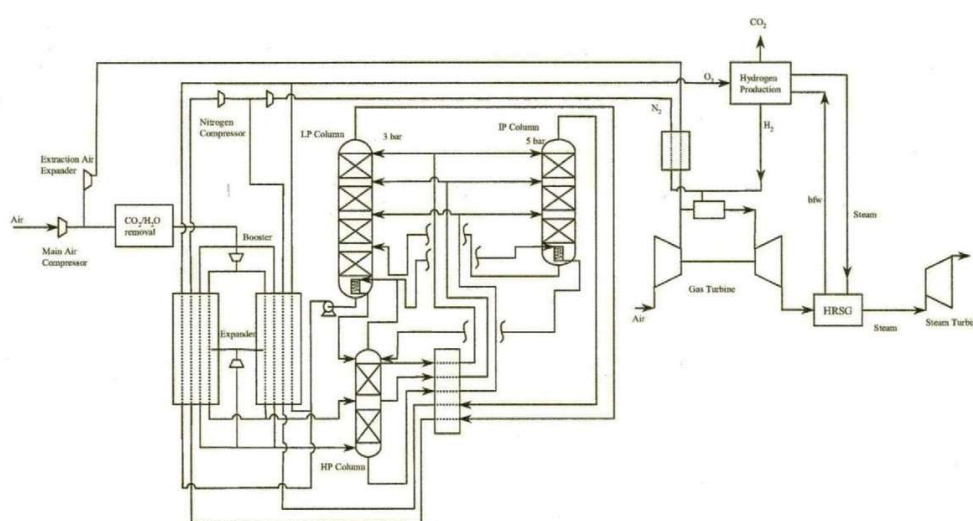 CO2
O2
Hydrogen
Production
N2
Nitrogen
Compressor
LP Column
3 bar
IP Column
5 bar
H2
Extraction Air
Expander
bfw
Steam
Air
CO2/H2O
removal
Main Air
Compressor
Booster
Gas Turbine
Expander
Air
HRSG
Steam
Steam Turbo
HP Column